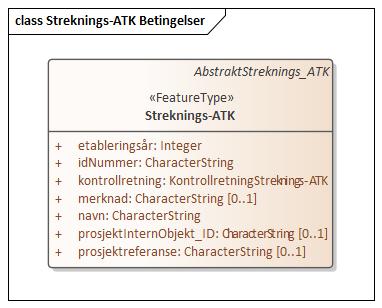 class Streknings-ATK Betingelser
AbstraktStreknings_ATK
«FeatureType»
Streknings-ATK
+ etableringsår: Integer
+ idNummer: CharacterString
+ kontrollretning: KontrollretningStreknings-ATK
+ merknad: CharacterString [0..1]
+ navn: CharacterString
+ prosjektInternObjekt_ID: CharacterString [0..1]
+ prosjektreferanse: CharacterString [0..1]